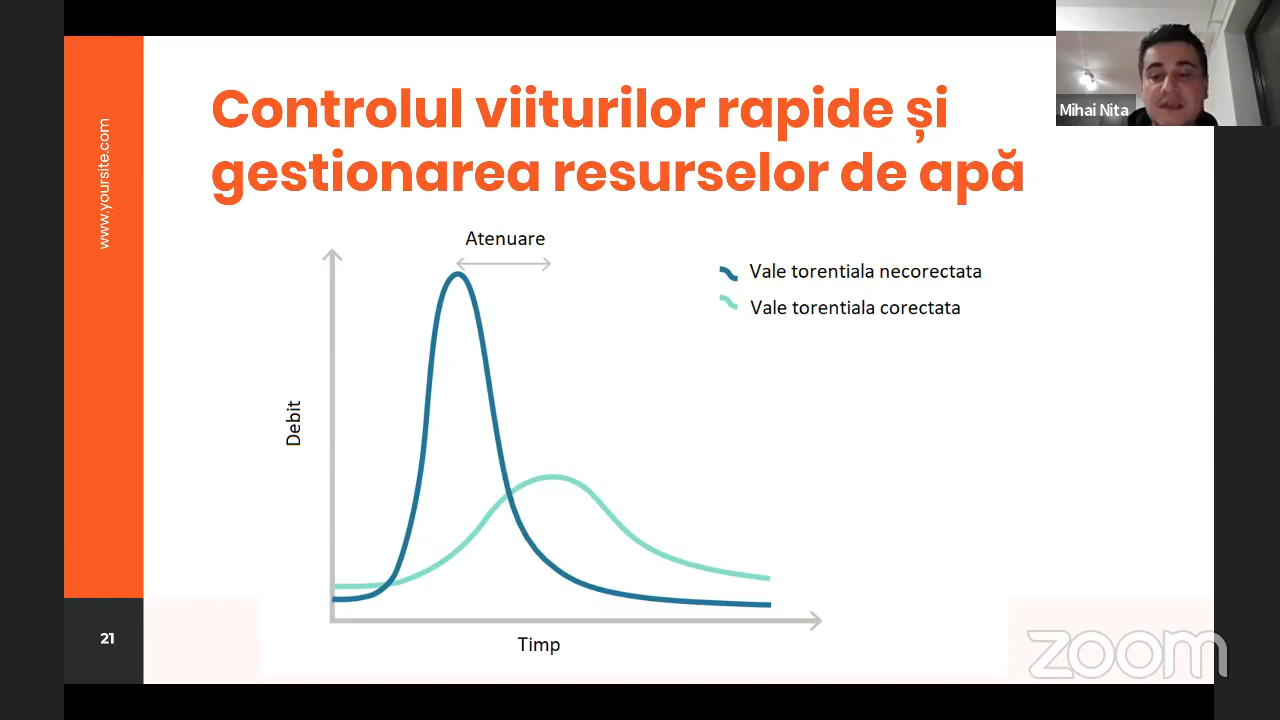 Controlul viiturilor rapide și
gestionarea resurselor de apă
Mihai Nita
www.yoursite.com
Atenuare
Vale torentiala necorectata
Vale torentiala corectata
Debit
Timp
21
zoom